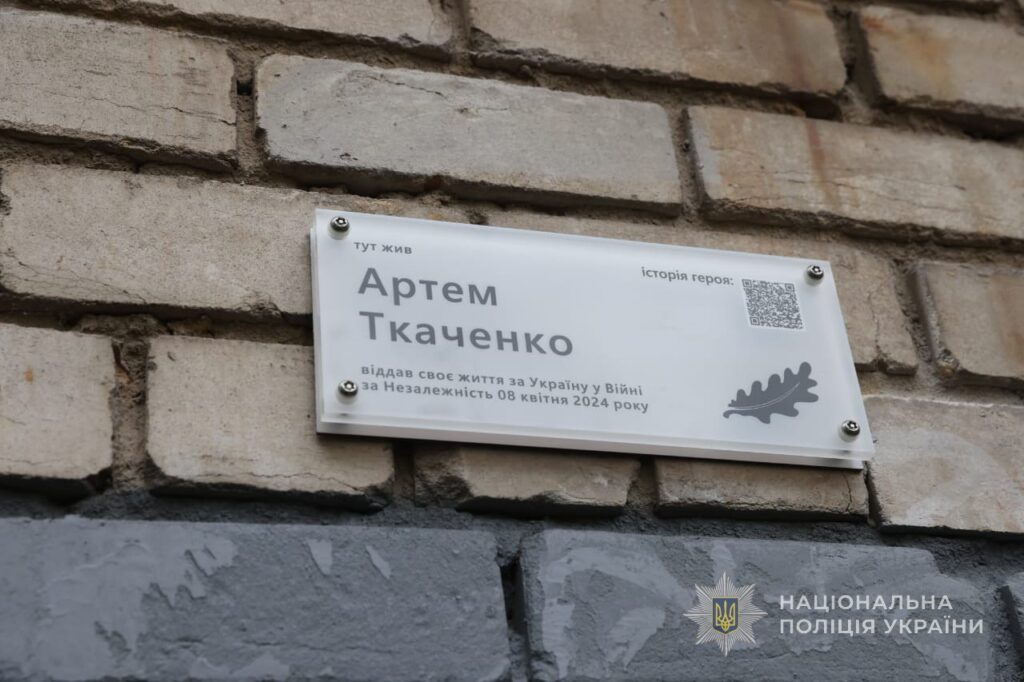 тут жив
Артем
Ткаченко
віддав своє життя за Україну у Війні
за Незалежність 08 квітня 2024 року
історія героя:
НАЦІОНАЛЬНА
ПОЛІЦІЯ УКРАЇНИ